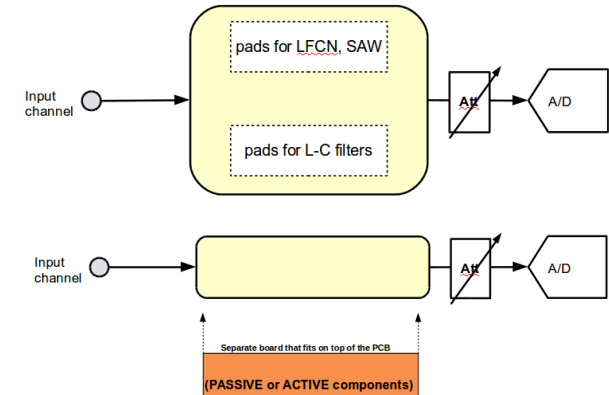 pads for LFCN, SAW
Input
channel
Att
A/D
pads for L-C filters
Input
channel
Att
A/D
Separate board that fits on top of the PCB
(PASSIVE or ACTIVE components)